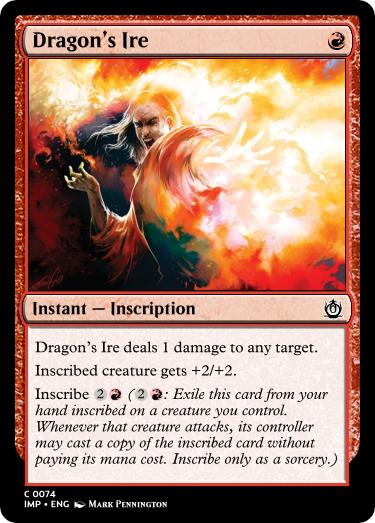 Dragon's Ire
Instant — Inscription
Dragon's Ire deals 1 damage to any target.
Inscribed creature gets +2/+2.
Inscribe 2 (2 : Exile this card from your
hand inscribed on a creature you control.
Whenever that creature attacks, its controller
may cast a copy of the inscribed card without
paying its mana cost. Inscribe only as a sorcery.)
C 0074
IMP • ENG Mark Pennington